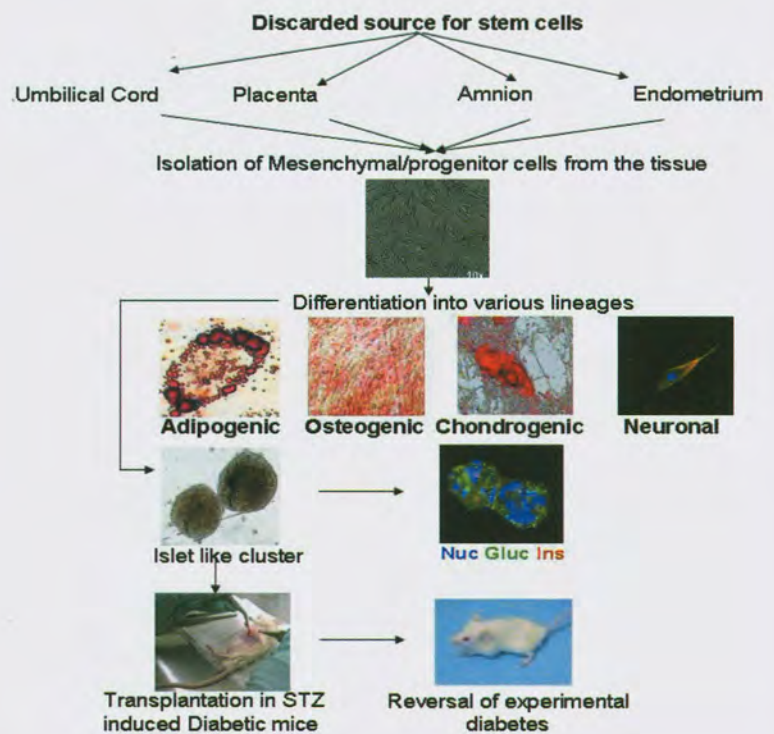 Discarded source for stem cells
Umbilical Cord Placenta Amnion Endometrium
Isolation of Mesenchymal/progenitor cells from the tissue
10x
Differentiation into various lineages
Adipogenic Osteogenic Chondrogenic Neuronal
Islet like cluster Nuc Gluc Ins
Transplantation in STZ Reversal of experimental
induced Diabetic mice diabetes